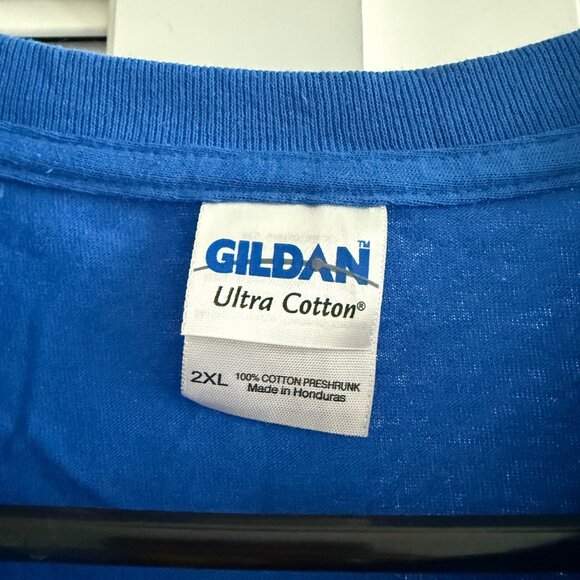 GILDAN™
Ultra Cotton®
2XL 100% COTTON PRESHRUNK
Made in Honduras